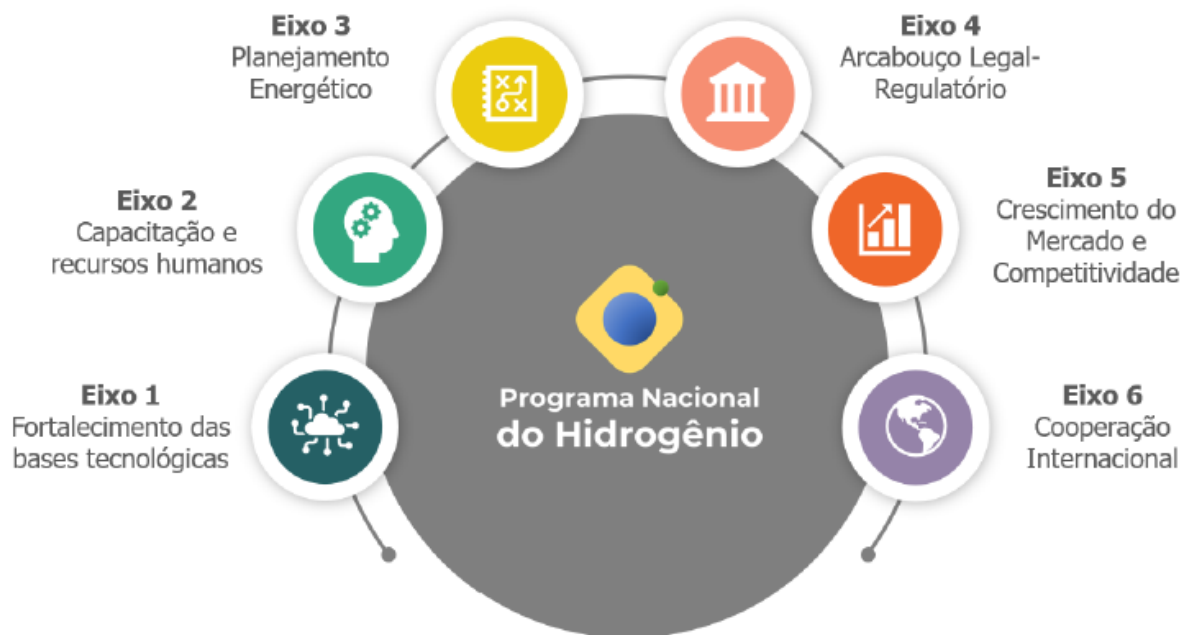 Eixo 3
Planejamento
Energético
Eixo 4
Arcabouço Legal-
Regulatório
Eixo 2
Capacitação e
recursos humanos
Eixo 5
Crescimento do
Mercado e
Competitividade
Eixo 1
Fortalecimento das
bases tecnológicas
Programa Nacional
do Hidrogênio
Eixo 6
Cooperação
Internacional